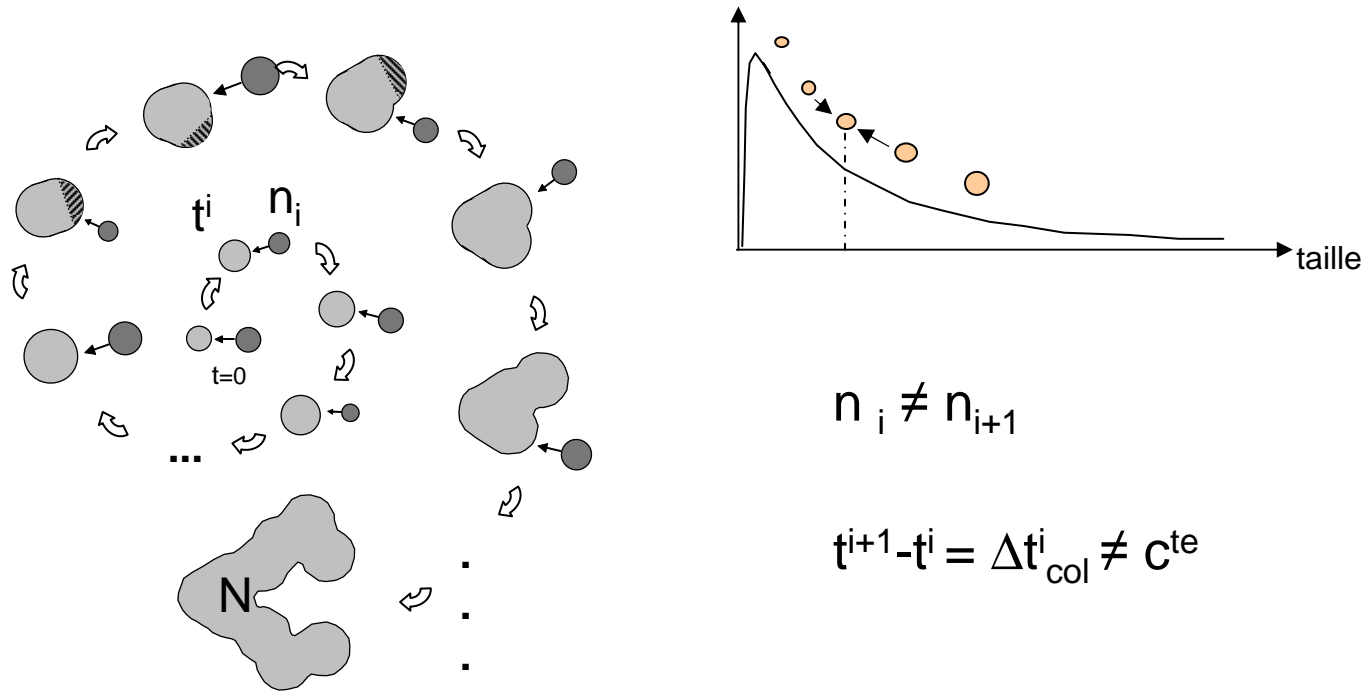 tⁱ nᵢ
t=0
...
N
.
.
.
taille
n ᵢ ≠ nᵢ₊₁
tⁱ⁺¹-tⁱ = Δtⁱcol ≠ cᵗᵉ